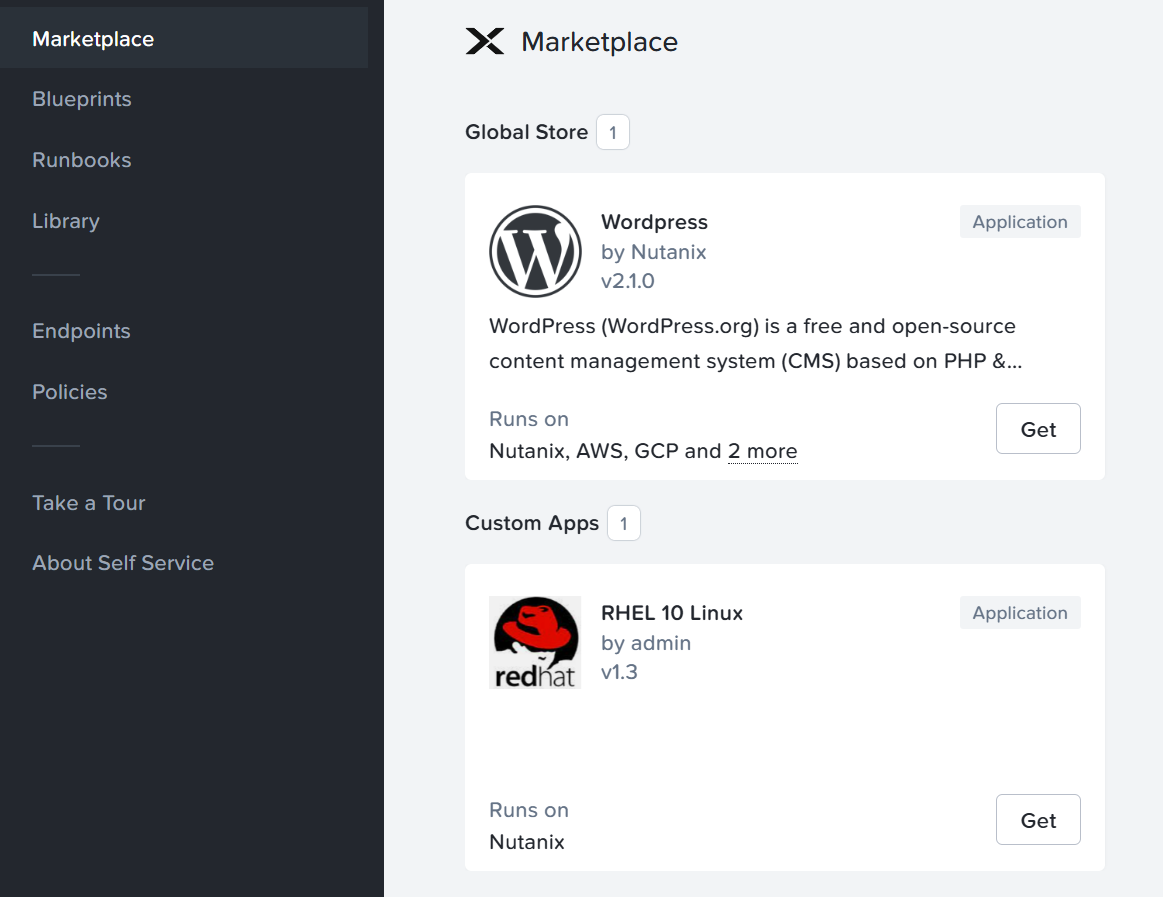 Marketplace
Blueprints
Runbooks
Library
Endpoints
Policies
Take a Tour
About Self Service
Marketplace
Global Store 1
Wordpress
Application
by Nutanix
v2.1.0
WordPress (WordPress.org) is a free and open-source
content management system (CMS) based on PHP &...
Runs on
Nutanix, AWS, GCP and 2 more
Get
Custom Apps 1
redhat
RHEL 10 Linux
Application
by admin
v1.3
Runs on
Nutanix
Get